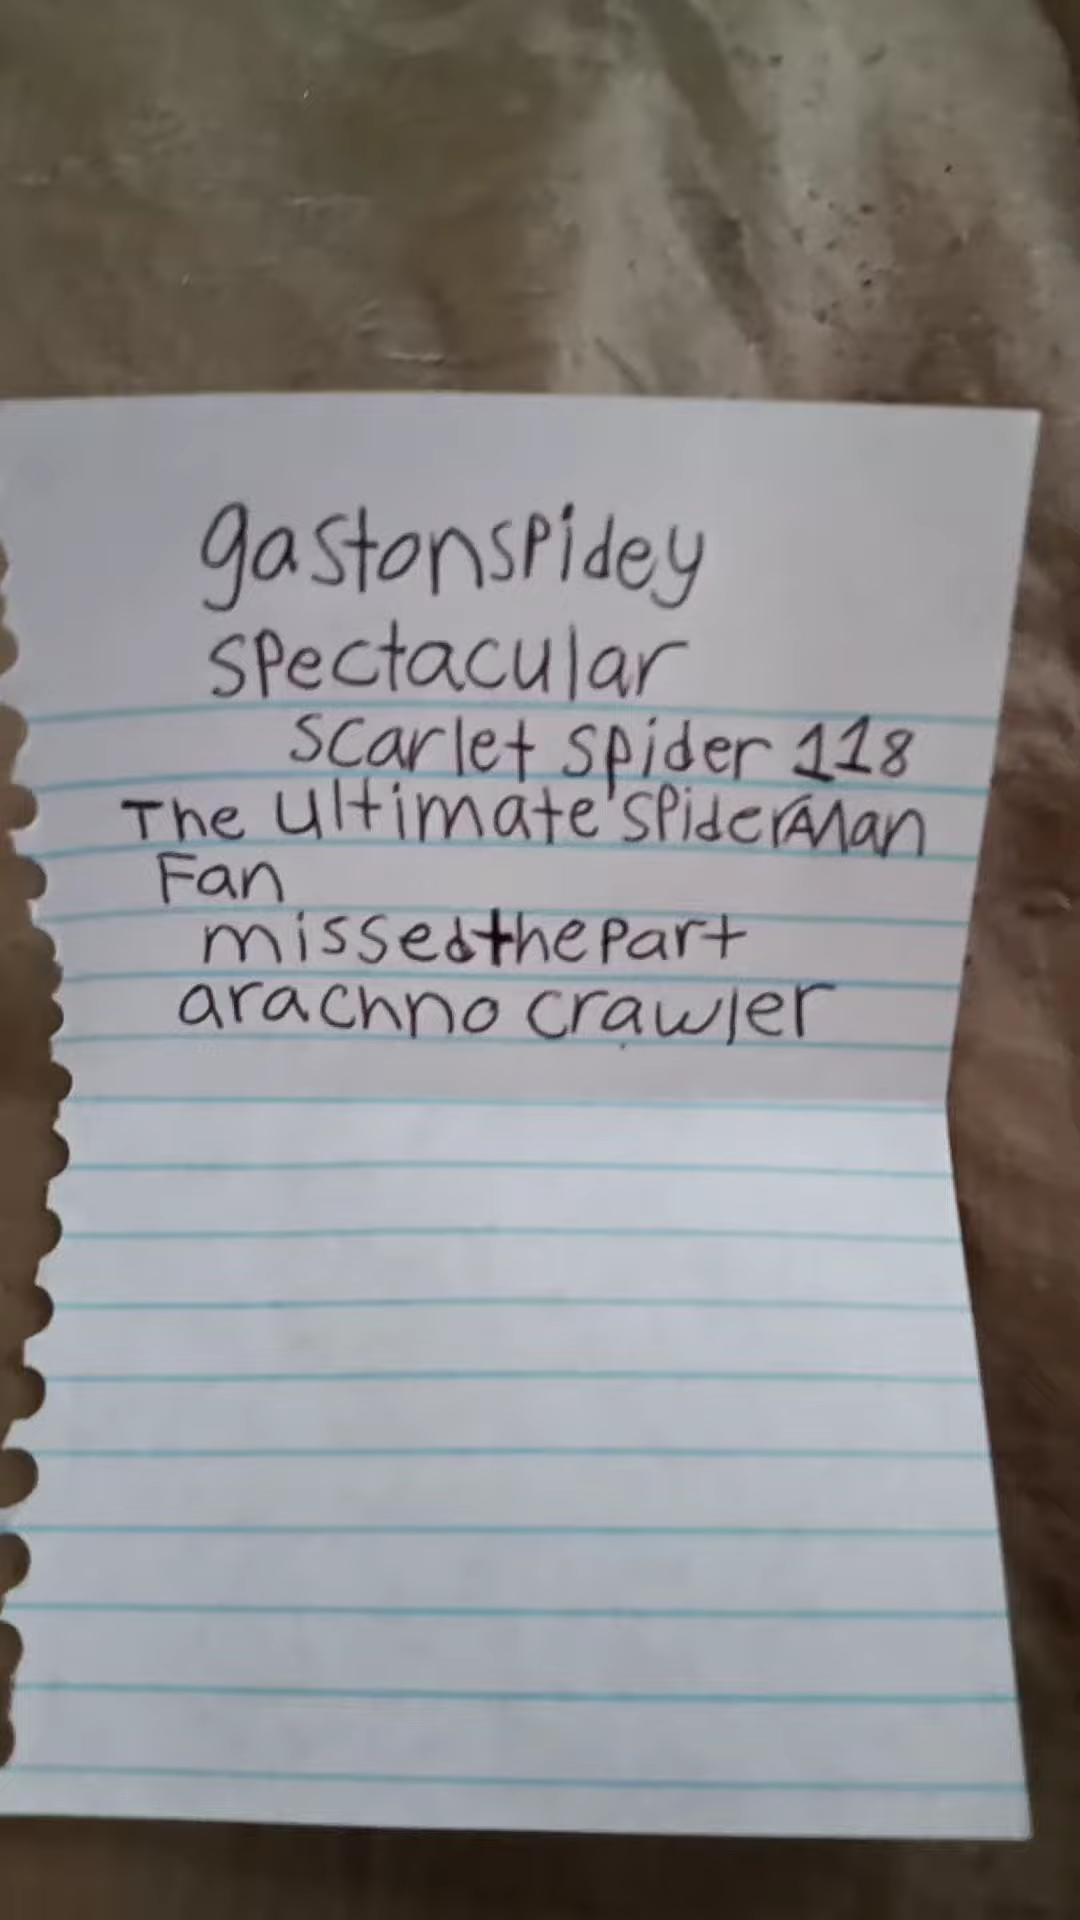 gastonspidey
spectacular
scarlet spider 118
The ultimate spiderMan
Fan
missedthepart
arachno crawler